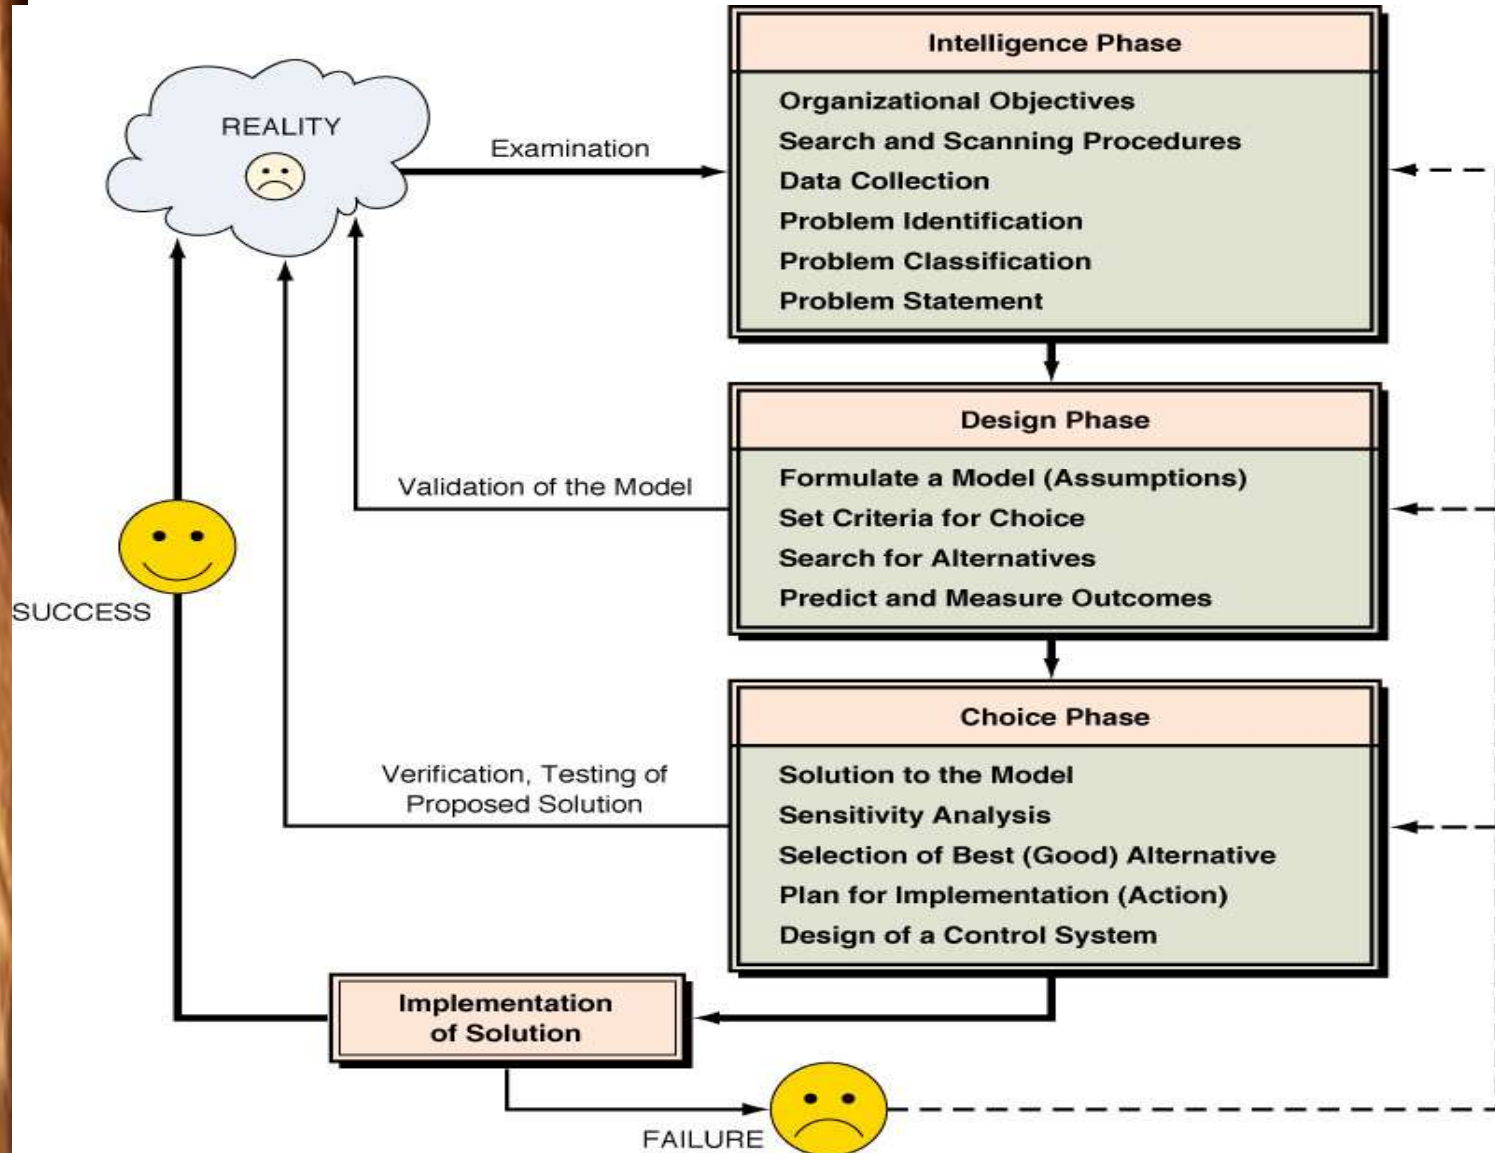 Intelligence Phase
Organizational Objectives
Search and Scanning Procedures
Data Collection
Problem Identification
Problem Classification
Problem Statement
REALITY
Examination
Design Phase
Formulate a Model (Assumptions)
Set Criteria for Choice
Search for Alternatives
Predict and Measure Outcomes
Validation of the Model
SUCCESS
Choice Phase
Solution to the Model
Sensitivity Analysis
Selection of Best (Good) Alternative
Plan for Implementation (Action)
Design of a Control System
Verification, Testing of
Proposed Solution
Implementation
of Solution
FAILURE